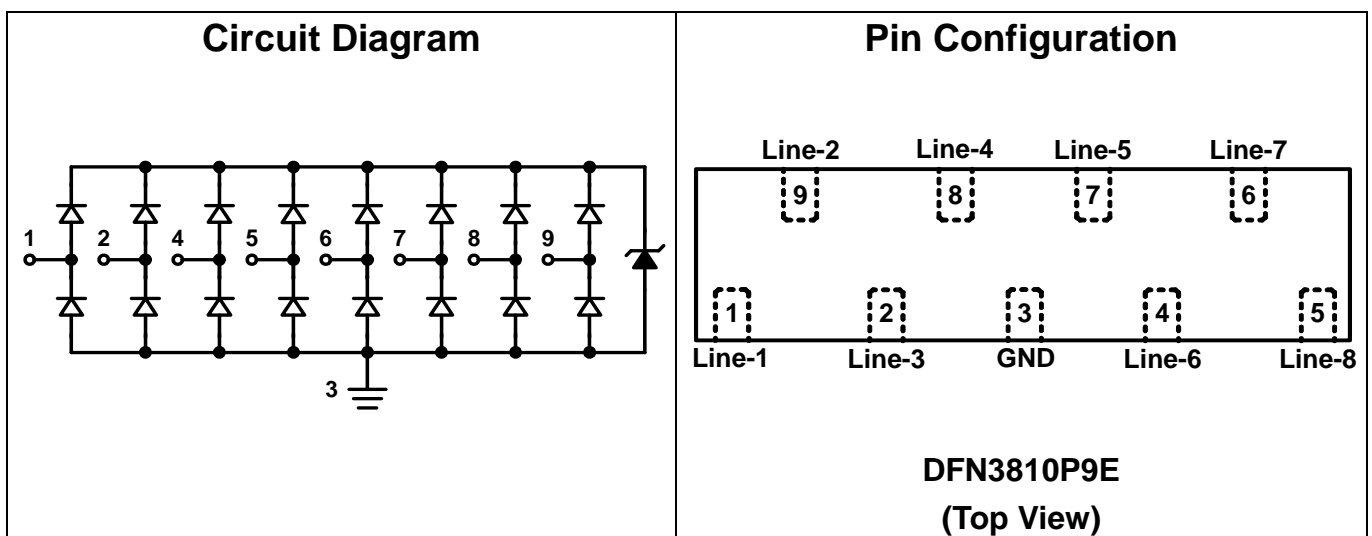 Circuit Diagram
1 2 4 5 6 7 8 9
3
Pin Configuration
Line-2 Line-4 Line-5 Line-7
9 8 7 6
1 2 3 4 5
Line-1 Line-3 GND Line-6 Line-8
DFN3810P9E
(Top View)